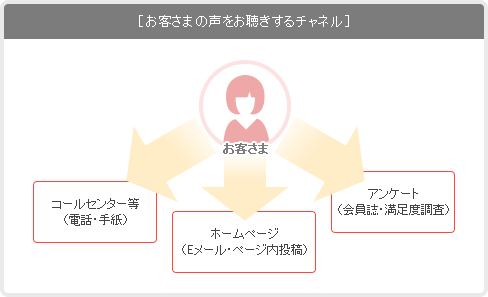 ［お客さまの声をお聴きするチャネル］
お客さま
コールセンター等
（電話・手紙）
ホームページ
（Eメール・ページ内投稿）
アンケート
（会員誌・満足度調査）